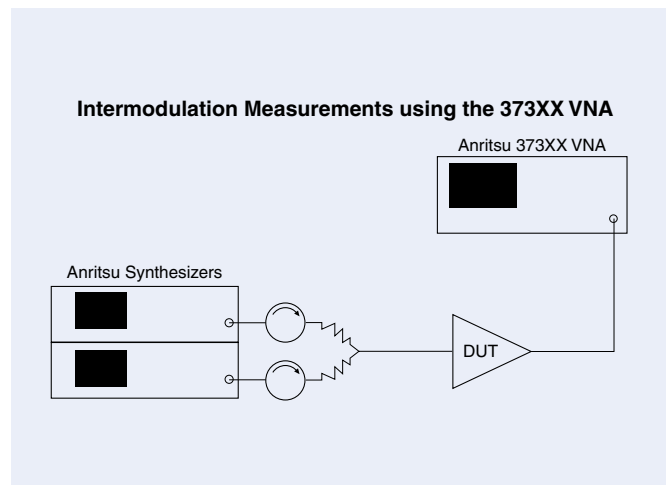 Intermodulation Measurements using the 373XX VNA
Anritsu 373XX VNA
Anritsu Synthesizers
DUT